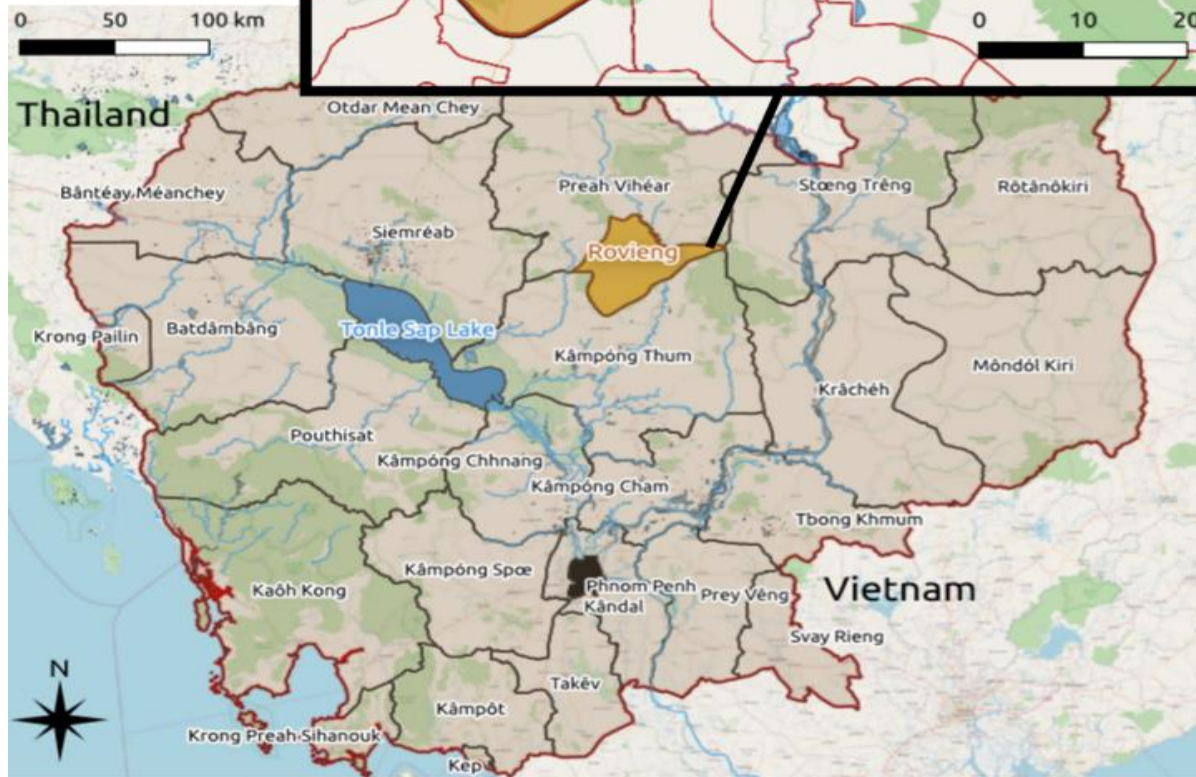 0 50 100 km
0 10 20
Thailand
Otdar Mean Chey
Bântéay Méanchey
Preah Vihéar
Stœng Trêng
Rôtânôkiri
Siemréab
Rovieng
Krong Pailin
Batdâmbâng
Tonle Sap Lake
Kâmpóng Thum
Krâchéh
Môndól Kiri
Pouthisat
Kâmpóng Chhnang
Kâmpóng Cham
Tbong Khmum
Kaôh Kong
Kâmpóng Spœ
Phnom Penh
Kândal
Prey Vêng
Vietnam
Svay Rieng
N
Takêv
Kâmpôt
Krong Preah Sihanouk
Kep